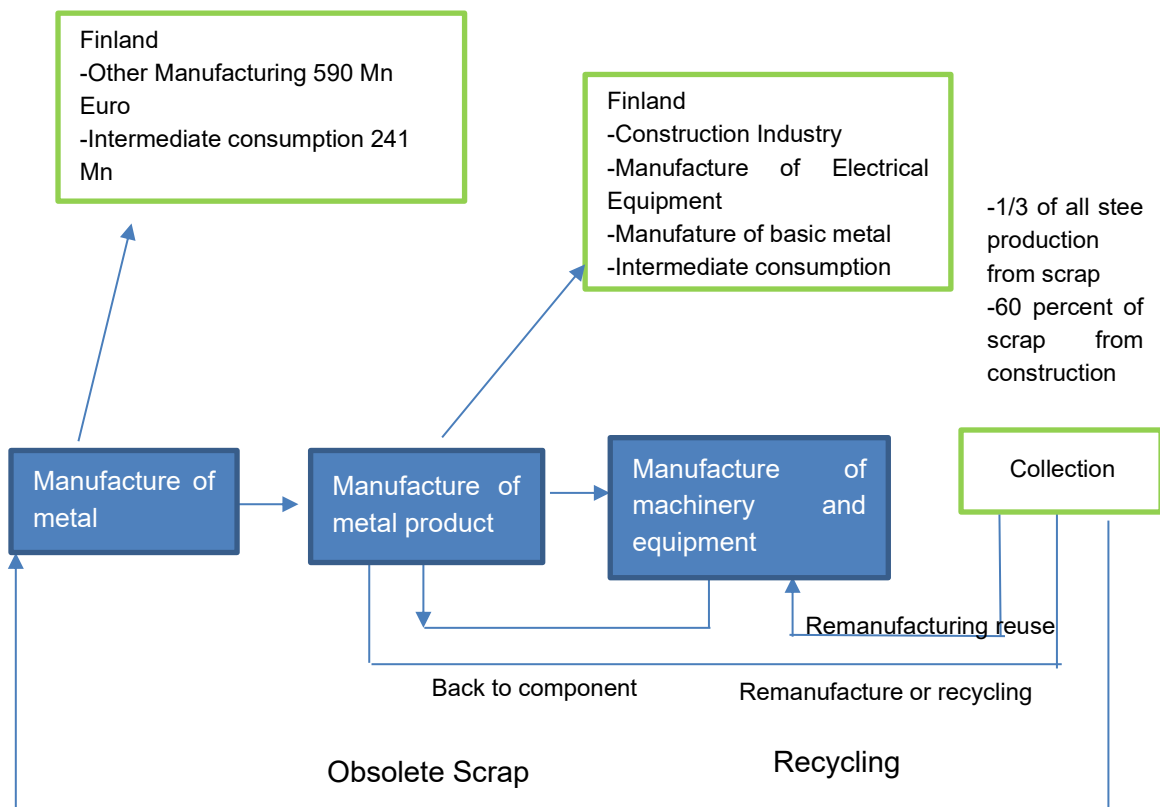 Finland
-Other Manufacturing 590 Mn
Euro
-Intermediate consumption 241
Mn
Finland
-Construction Industry
-Manufacture of Electrical
Equipment
-Manufature of basic metal
-Intermediate consumption
-1/3 of all stee
production
from scrap
-60 percent of
scrap from
construction
Manufacture of
metal
Manufacture of
metal product
Manufacture of
machinery and
equipment
Collection
Remanufacturing reuse
Back to component
Remanufacture or recycling
Obsolete Scrap
Recycling